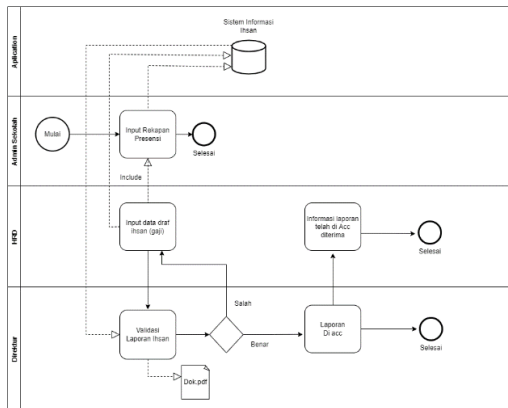 Aplication
Sistem Informasi
Ihsan
Admin Sekolah
Mulai
Input Rekapan
Presensi
Selesai
Include
HRD
Input data draf
ihsan (gaji)
Informasi laporan
telah di Acc
diterima
Selesai
Salah
Direktur
Validasi
Laporan Ihsan
Benar
Laporan
Di acc
Selesai
Dok.pdf